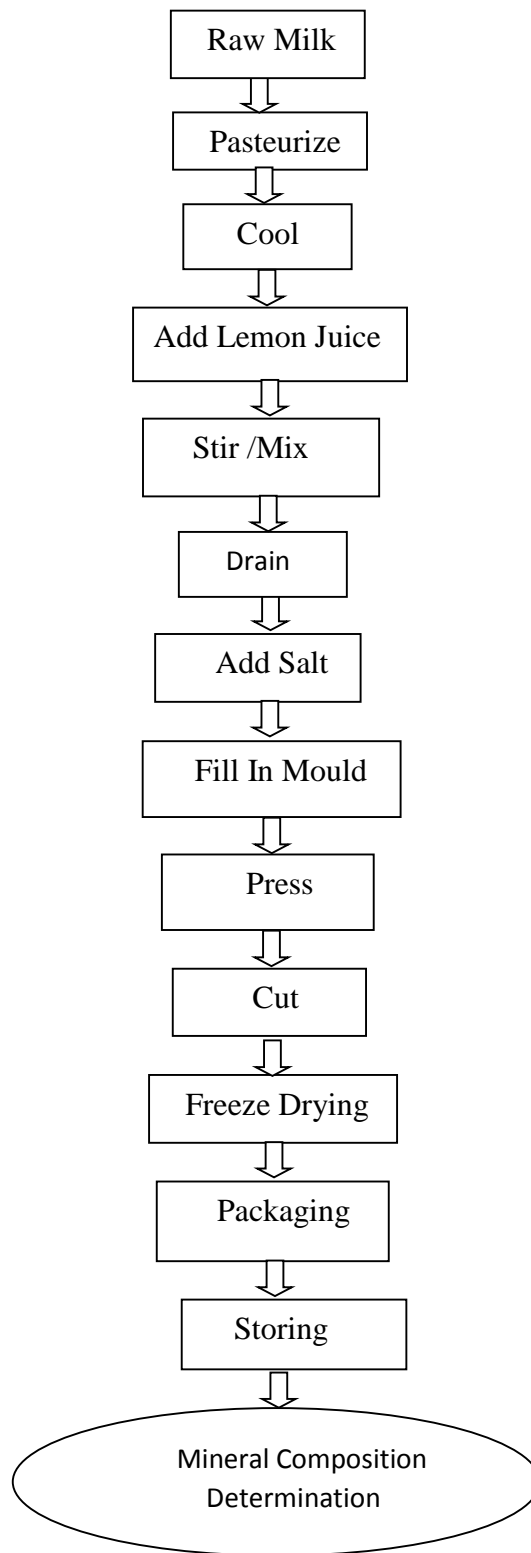 Raw Milk
Pasteurize
Cool
Add Lemon Juice
Stir /Mix
Drain
Add Salt
Fill In Mould
Press
Cut
Freeze Drying
Packaging
Storing
Mineral Composition
Determination